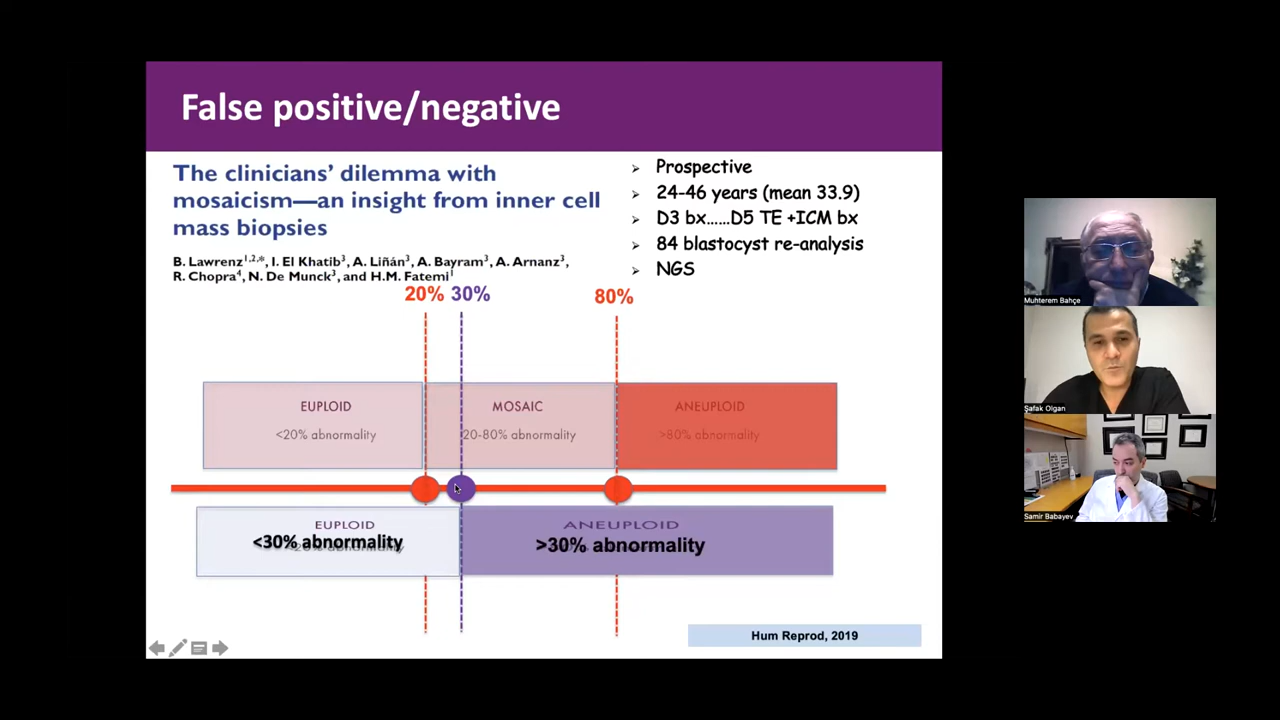 False positive/negative
The clinicians’ dilemma with
mosaicism—an insight from inner cell
mass biopsies
B. Lawrenz1,2,*, I. El Khatib3, A. Liñán3, A. Bayram3, A. Arnanz3,
R. Chopra4, N. De Munck3, and H.M. Fatemi1
Prospective
24-46 years (mean 33.9)
D3 bx......D5 TE +ICM bx
84 blastocyst re-analysis
NGS
20% 30% 80%
EUPLOID MOSAIC ANEUPLOID
<20% abnormality 20-80% abnormality >80% abnormality
EUPLOID ANEUPLOID
<30% abnormality >30% abnormality
Hum Reprod, 2019
Muhterem Bahçe
Şafak Olgan
Samir Babayev